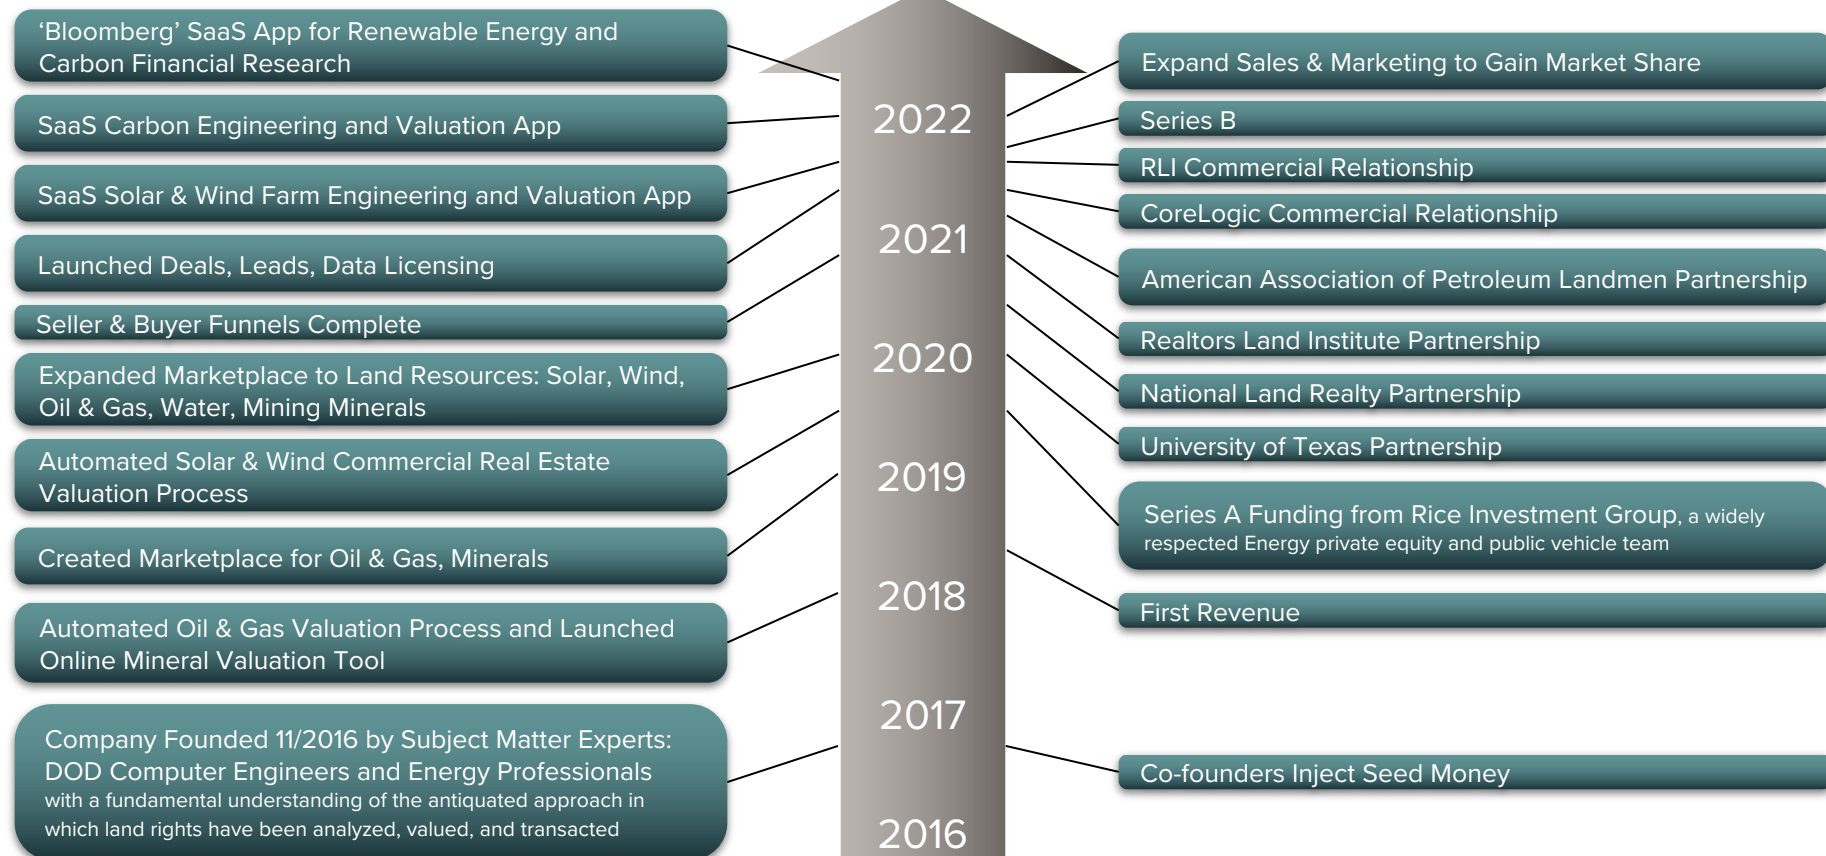 ‘Bloomberg’ SaaS App for Renewable Energy and
Carbon Financial Research
SaaS Carbon Engineering and Valuation App
SaaS Solar & Wind Farm Engineering and Valuation App
Launched Deals, Leads, Data Licensing
Seller & Buyer Funnels Complete
Expanded Marketplace to Land Resources: Solar, Wind,
Oil & Gas, Water, Mining Minerals
Automated Solar & Wind Commercial Real Estate
Valuation Process
Created Marketplace for Oil & Gas, Minerals
Automated Oil & Gas Valuation Process and Launched
Online Mineral Valuation Tool
Company Founded 11/2016 by Subject Matter Experts:
DOD Computer Engineers and Energy Professionals
with a fundamental understanding of the antiquated approach in
which land rights have been analyzed, valued, and transacted
2022
2021
2020
2019
2018
2017
2016
Expand Sales & Marketing to Gain Market Share
Series B
RLI Commercial Relationship
CoreLogic Commercial Relationship
American Association of Petroleum Landmen Partnership
Realtors Land Institute Partnership
National Land Realty Partnership
University of Texas Partnership
Series A Funding from Rice Investment Group, a widely
respected Energy private equity and public vehicle team
First Revenue
Co-founders Inject Seed Money